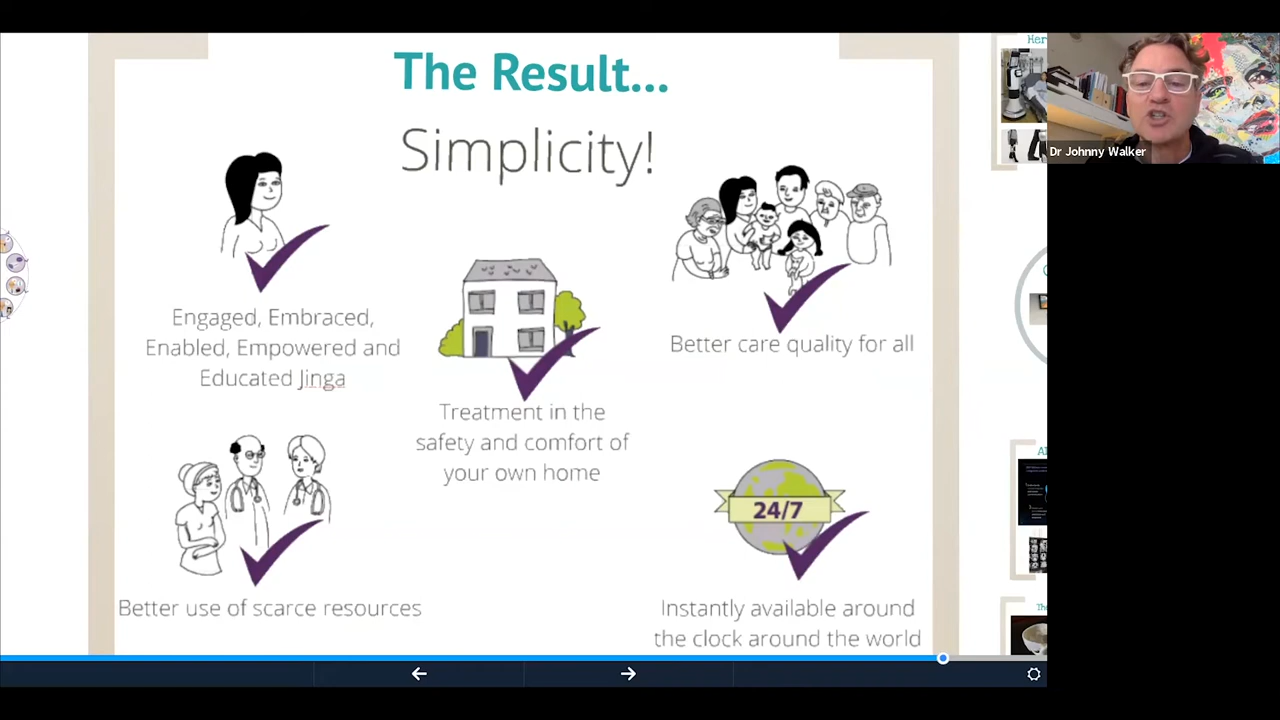 The Result...
Simplicity!
Engaged, Embraced,
Enabled, Empowered and
Educated Jinga
Treatment in the
safety and comfort of
your own home
Better care quality for all
Better use of scarce resources
24/7
Instantly available around
the clock around the world
Dr Johnny Walker